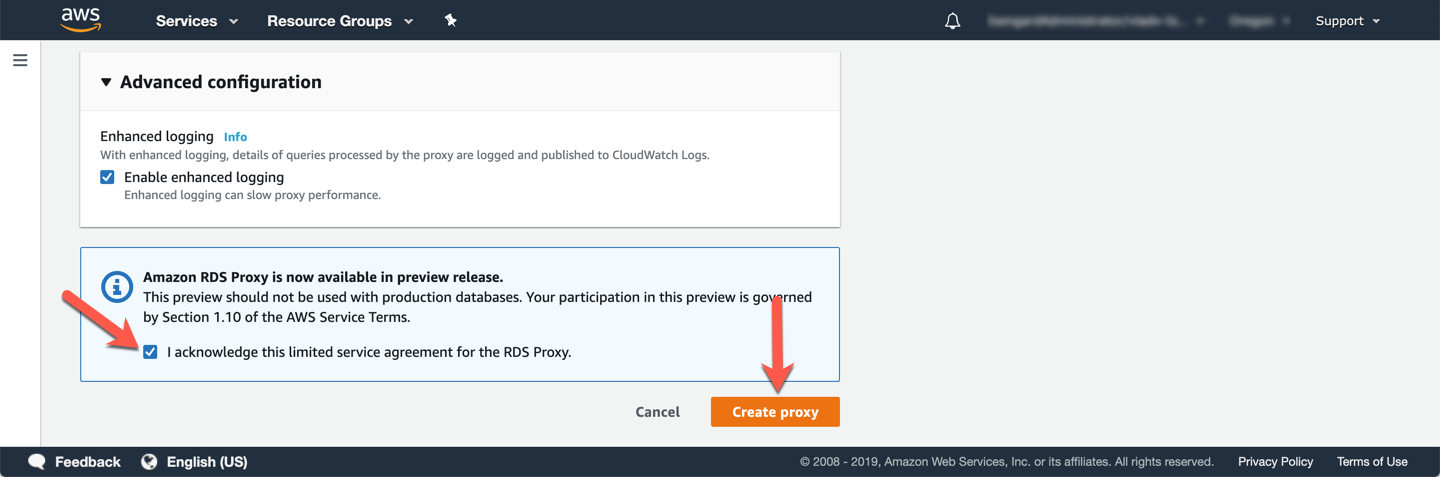 aws Services Resource Groups Support
Advanced configuration
Enhanced logging Info
With enhanced logging, details of queries processed by the proxy are logged and published to CloudWatch Logs.
Enable enhanced logging
Enhanced logging can slow proxy performance.
Amazon RDS Proxy is now available in preview release.
This preview should not be used with production databases. Your participation in this preview is governed
by Section 1.10 of the AWS Service Terms.
I acknowledge this limited service agreement for the RDS Proxy.
Cancel Create proxy
Feedback English (US) © 2008 - 2019, Amazon Web Services, Inc. or its affiliates. All rights reserved. Privacy Policy Terms of Use